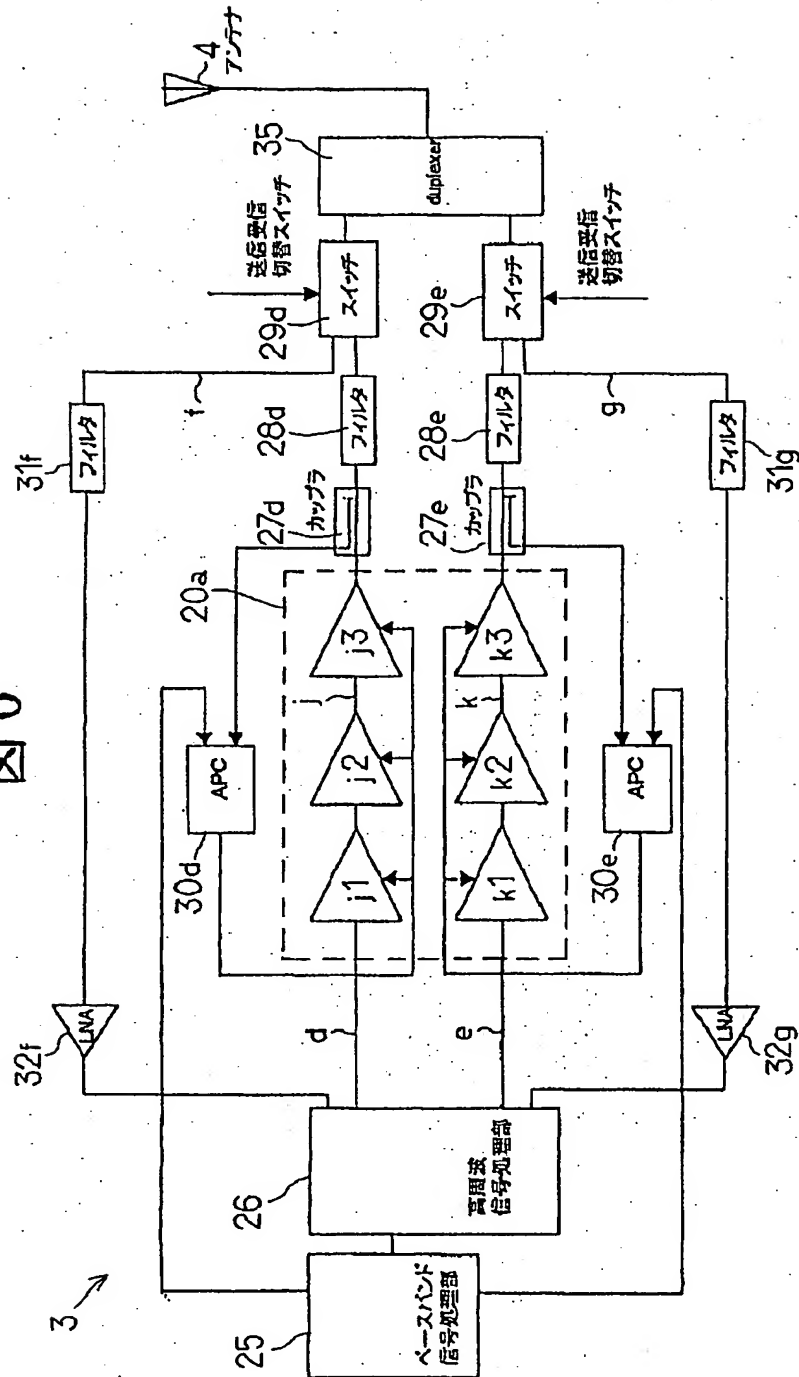 図6
3
25
ベースバンド
信号処理部
26
高周波
信号処理部
32f
LNA
31f
フィルタ
f
30d
APC
20a
d
j1
j2
j
j3
27d
カップラ
28d
フィルタ
29d
スイッチ
送信受信
切替スイッチ
35
duplexer
4
アンテナ
e
k1
k2
k
k3
27e
カップラ
28e
フィルタ
29e
スイッチ
送信受信
切替スイッチ
30e
APC
g
32g
LNA
31g
フィルタ